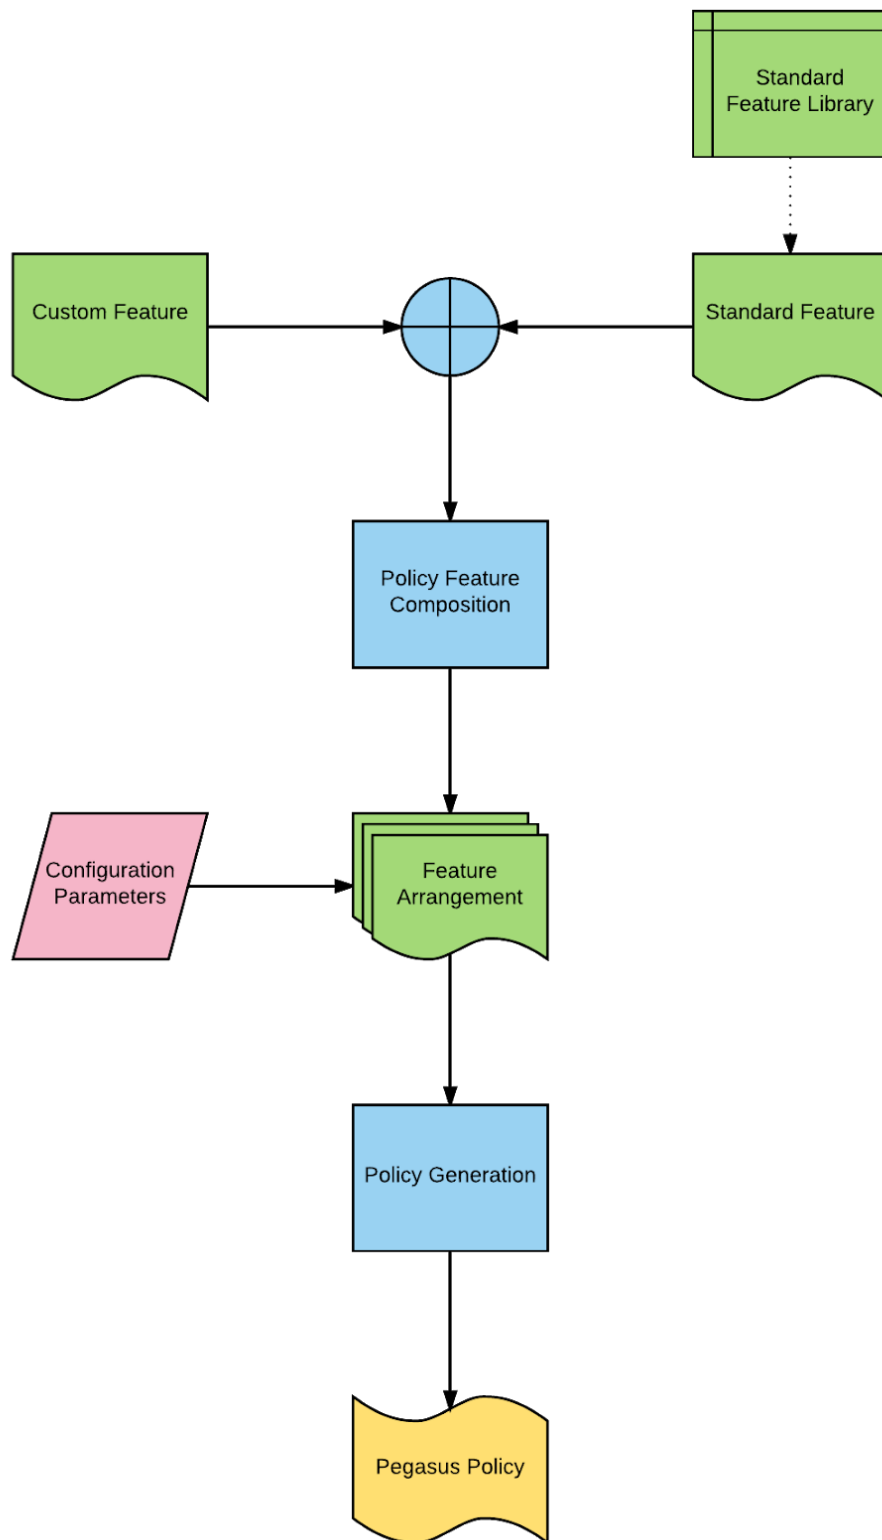 Standard
Feature Library
Custom Feature
Standard Feature
Policy Feature
Composition
Configuration
Parameters
Feature
Arrangement
Policy Generation
Pegasus Policy